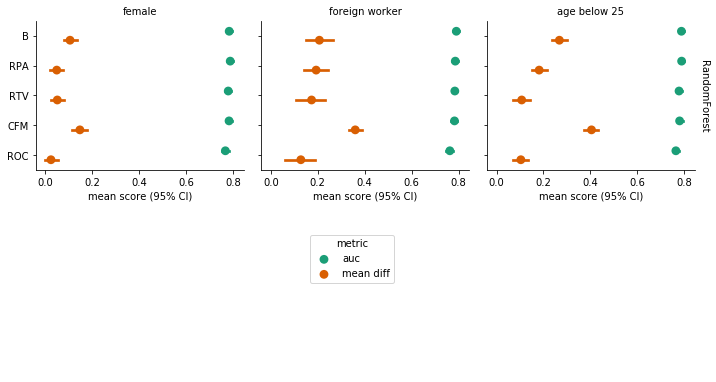 female
foreign worker
age below 25
B
RPA
RTV
CFM
ROC
RandomForest
0.0 0.2 0.4 0.6 0.8
0.0 0.2 0.4 0.6 0.8
0.0 0.2 0.4 0.6 0.8
mean score (95% CI)
mean score (95% CI)
mean score (95% CI)
metric
auc
mean diff